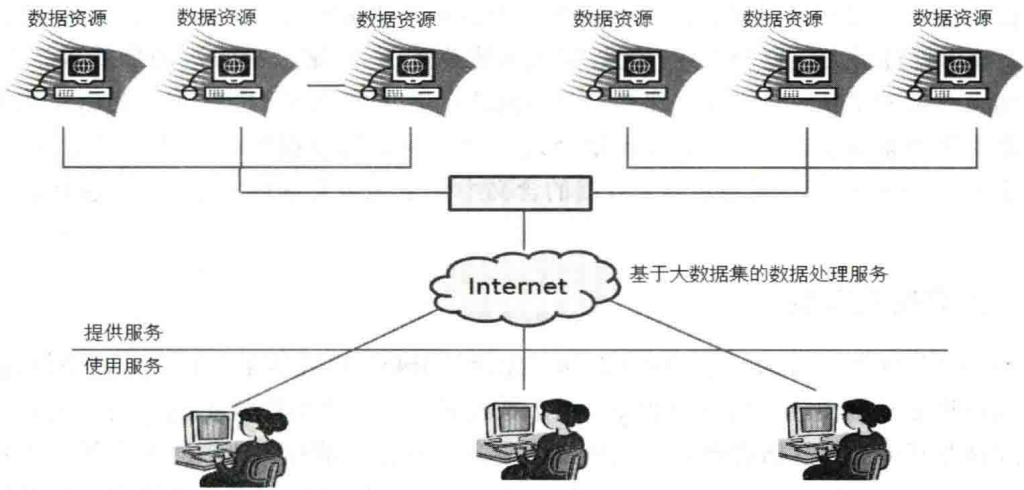 数据资源 数据资源 数据资源 数据资源 数据资源 数据资源
Internet
基于大数据集的数据处理服务
提供服务
使用服务